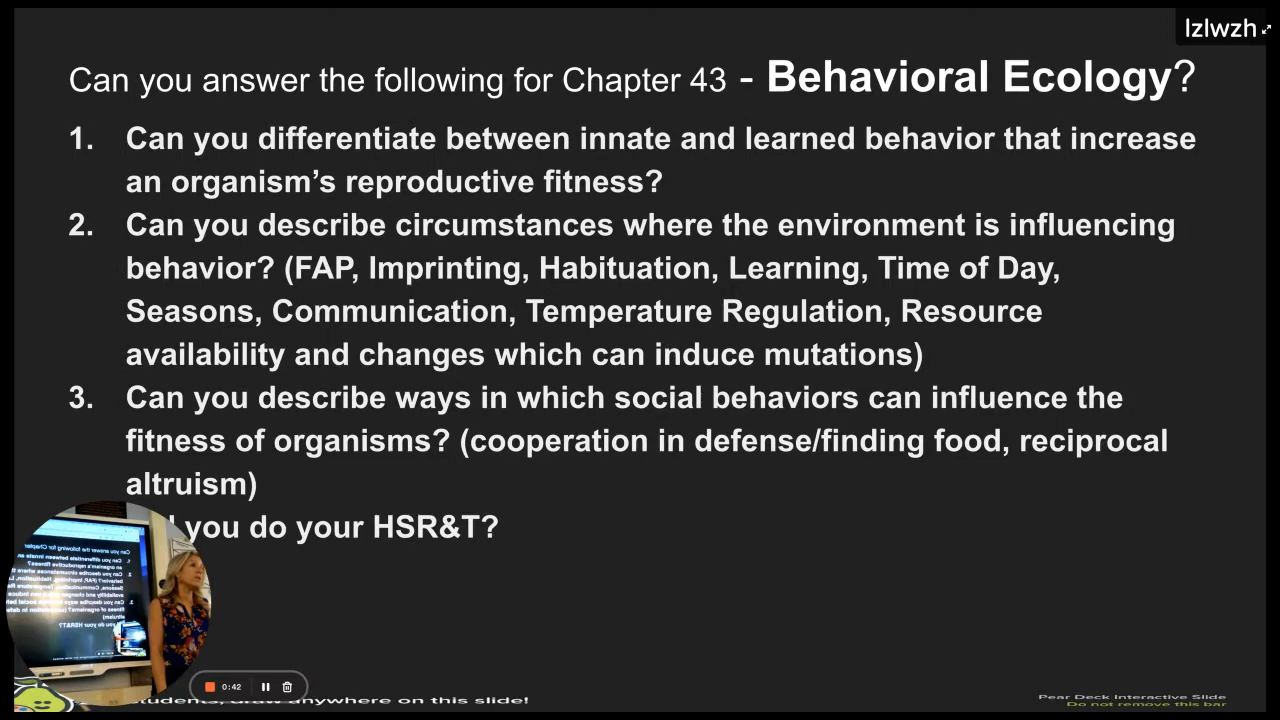 lzlwzh
Can you answer the following for Chapter 43 - Behavioral Ecology?
1. Can you differentiate between innate and learned behavior that increase
an organism's reproductive fitness?
2. Can you describe circumstances where the environment is influencing
behavior? (FAP, Imprinting, Habituation, Learning, Time of Day,
Seasons, Communication, Temperature Regulation, Resource
availability and changes which can induce mutations)
3. Can you describe ways in which social behaviors can influence the
fitness of organisms? (cooperation in defense/finding food, reciprocal
altruism)
you do your HSR&T?
0:42
anywhere on this slide!
Pear Deck Interactive Slide
Do not remove this bar